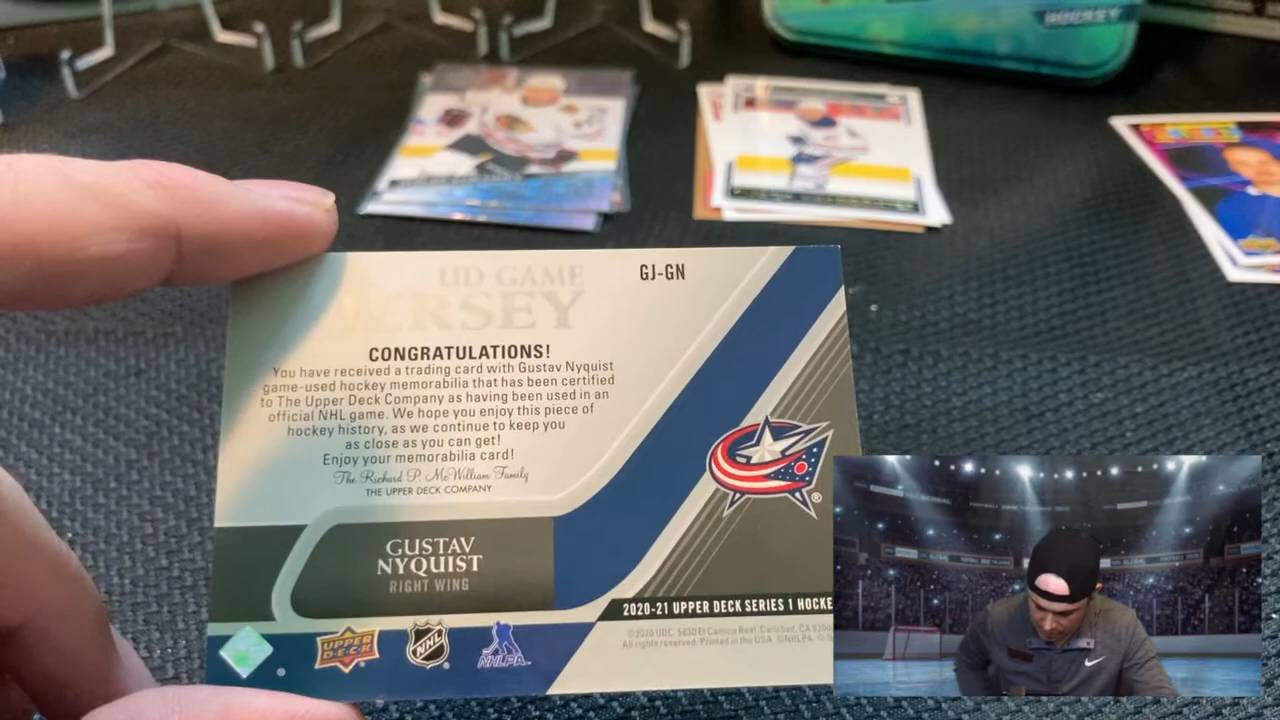 HOCKEY
UD GAME
JERSEY
GJ-GN
CONGRATULATIONS!
You have received a trading card with Gustav Nyquist
game-used hockey memorabilia that has been certified
to The Upper Deck Company as having been used in an
official NHL game. We hope you enjoy this piece of
hockey history, as we continue to keep you
as close as you can get!
Enjoy your memorabilia card!
The Richard P. McWilliam Family
THE UPPER DECK COMPANY
GUSTAV
NYQUIST
RIGHT WING
2020-21 UPPER DECK SERIES 1 HOCKE
©2020 UDC, 5830 El Camino Real, Carlsbad, CA 9200
All rights reserved. Printed in the USA. ©NHLPA. © N
UPPER
DECK
NHL
NHLPA